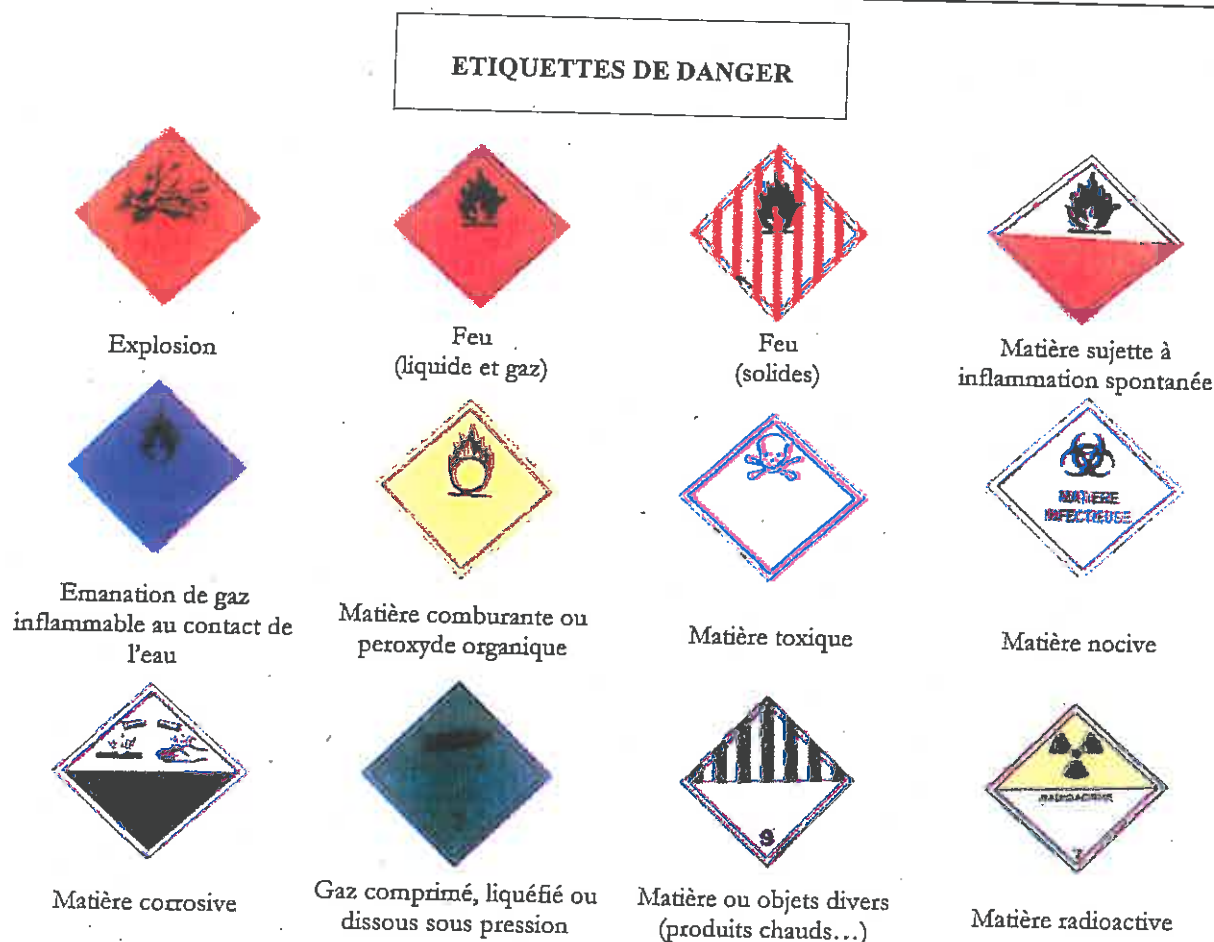 ETIQUETTES DE DANGER
Explosion
Feu
(liquide et gaz)
Feu
(solides)
Matière sujette à
inflammation spontanée
MATIERE
INFECTIEUSE
Emanation de gaz
inflammable au contact de
l'eau
Matière comburante ou
peroxyde organique
Matière toxique
Matière nocive
9
RADIOACTIVE
7
Matière corrosive
Gaz comprimé, liquéfié ou
dissous sous pression
Matière ou objets divers
(produits chauds...)
Matière radioactive